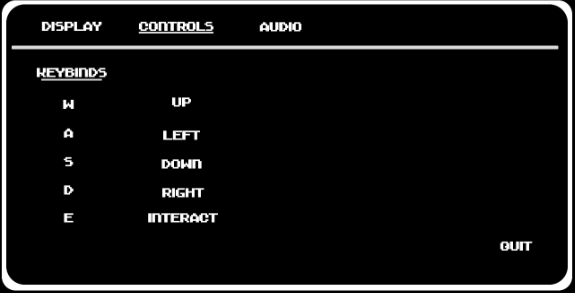 DISPLAY CONTROLS AUDIO
KEYBINDS
W UP
A LEFT
S DOWN
D RIGHT
E INTERACT
QUIT